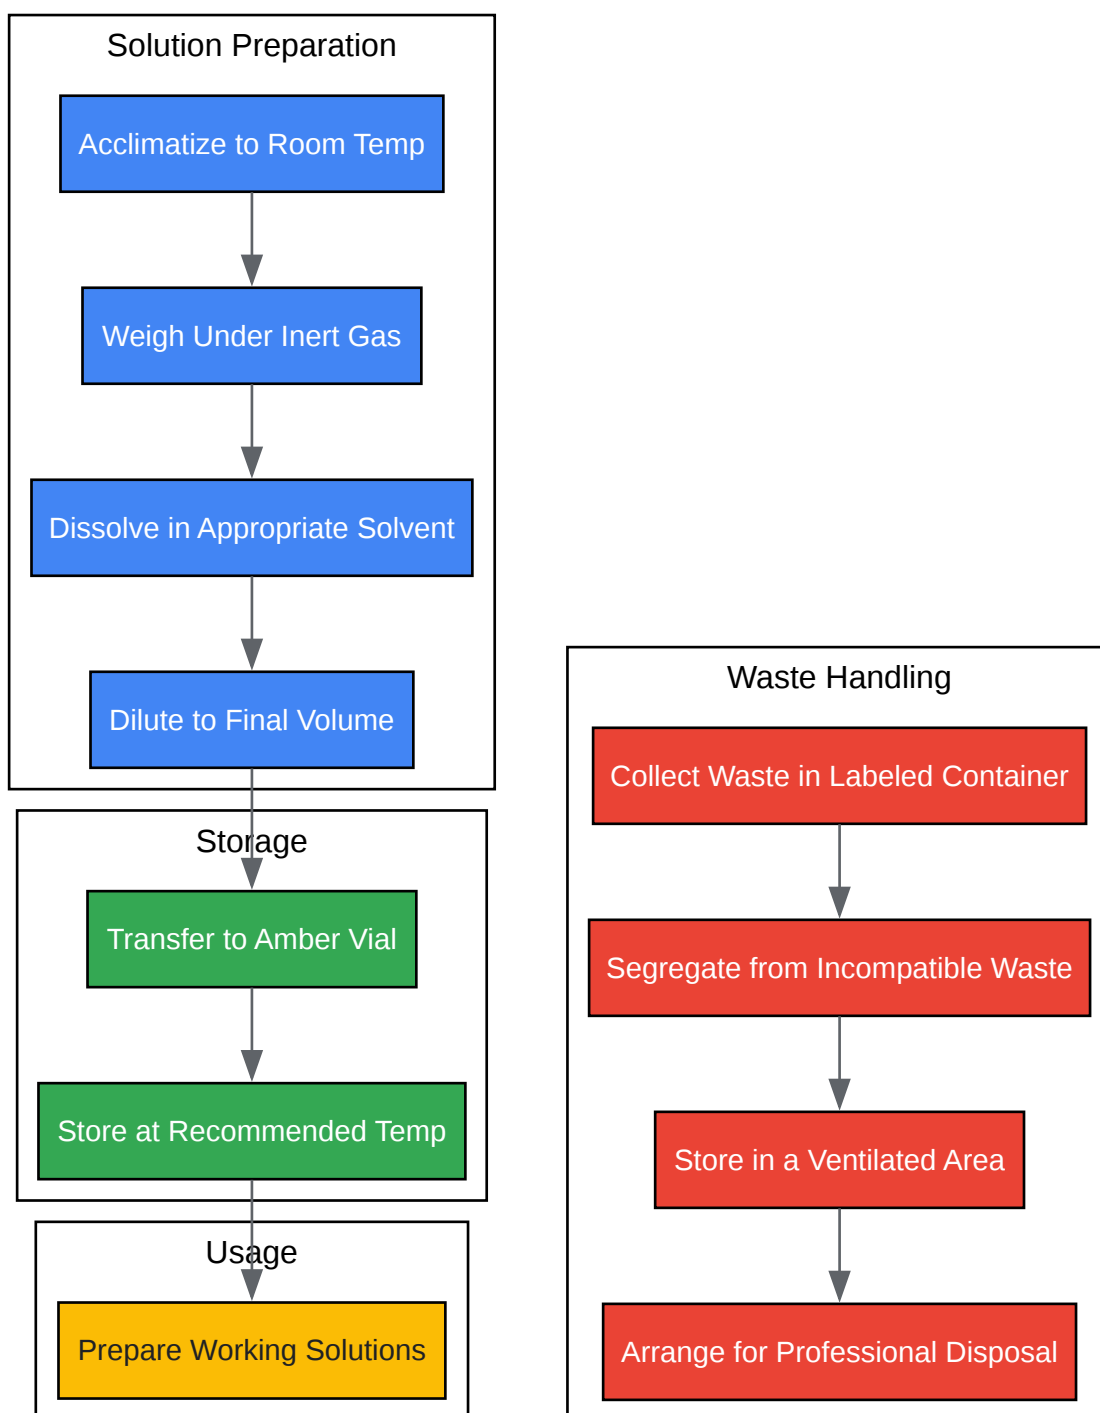 Solution Preparation
Acclimatize to Room Temp
Weigh Under Inert Gas
Dissolve in Appropriate Solvent
Dilute to Final Volume
Storage
Transfer to Amber Vial
Store at Recommended Temp
Usage
Prepare Working Solutions
Waste Handling
Collect Waste in Labeled Container
Segregate from Incompatible Waste
Store in a Ventilated Area
Arrange for Professional Disposal